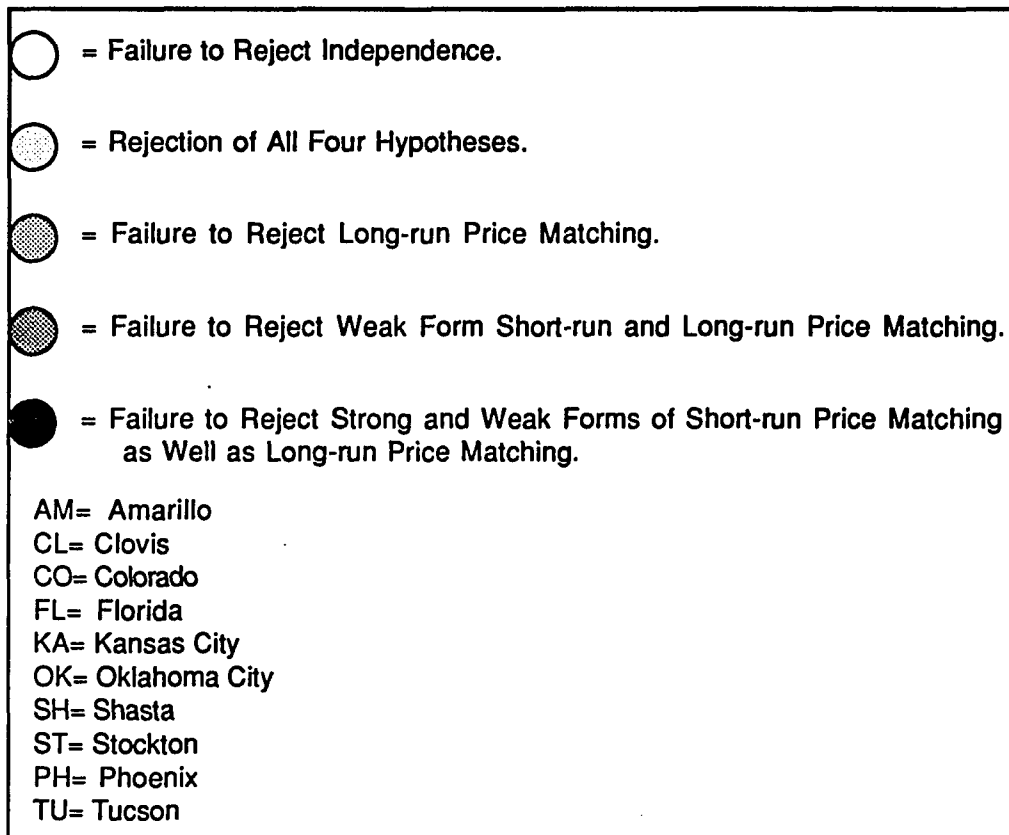 = Failure to Reject Independence.
= Rejection of All Four Hypotheses.
= Failure to Reject Long-run Price Matching.
= Failure to Reject Weak Form Short-run and Long-run Price Matching.
= Failure to Reject Strong and Weak Forms of Short-run Price Matching
as Well as Long-run Price Matching.
AM= Amarillo
CL= Clovis
CO= Colorado
FL= Florida
KA= Kansas City
OK= Oklahoma City
SH= Shasta
ST= Stockton
PH= Phoenix
TU= Tucson